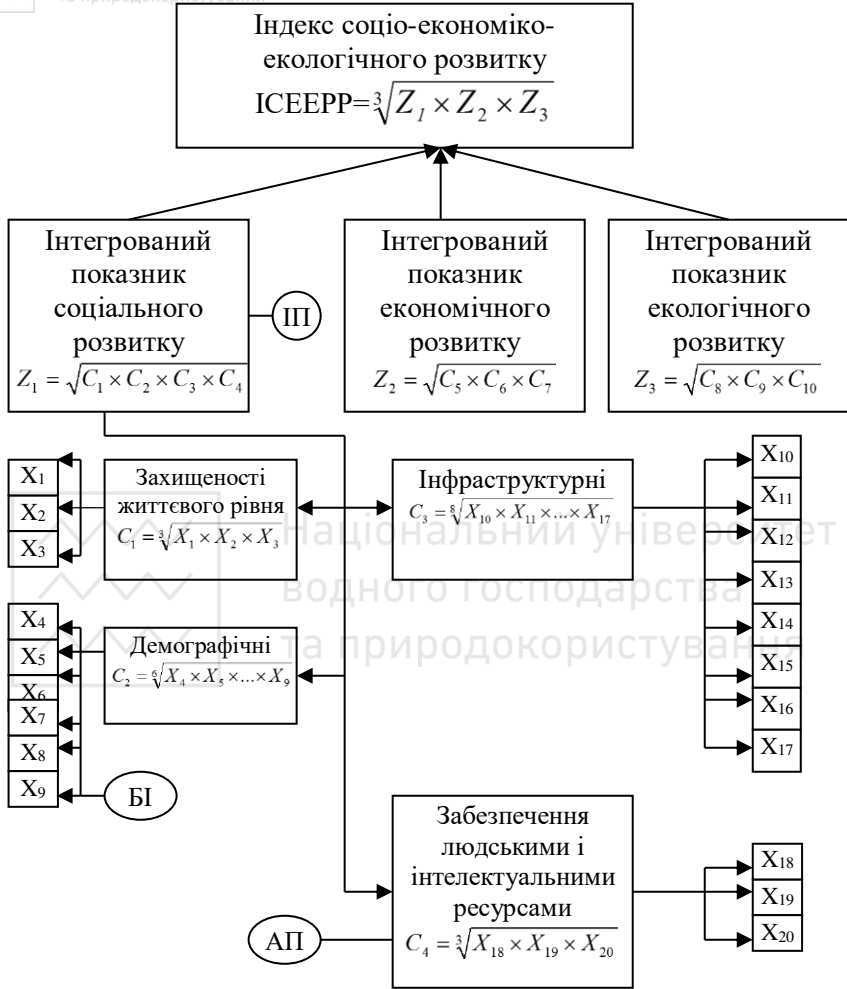 та природокористування
Індекс соціо-економіко-
екологічного розвитку
ІСЕЕРР=∛(Z₁ × Z₂ × Z₃)
Інтегрований
показник
соціального
розвитку
Z₁ = √(C₁ × C₂ × C₃ × C₄)
ІП
Інтегрований
показник
економічного
розвитку
Z₂ = √(C₅ × C₆ × C₇)
Інтегрований
показник
екологічного
розвитку
Z₃ = √(C₈ × C₉ × C₁₀)
X₁
X₂
X₃
Захищеності
життєвого рівня
C₁ = ∛(X₁ × X₂ × X₃)
Інфраструктурні
C₃ = ⁸√(X₁₀ × X₁₁ × ... × X₁₇)
X₁₀
X₁₁
X₁₂
X₁₃
X₁₄
X₁₅
X₁₆
X₁₇
Національний університет
водного господарства
та природокористування
X₄
X₅
X₆
X₇
X₈
X₉
Демографічні
C₂ = ⁶√(X₄ × X₅ × ... × X₉)
БІ
Забезпечення
людськими і
інтелектуальними
ресурсами
C₄ = ∛(X₁₈ × X₁₉ × X₂₀)
АП
X₁₈
X₁₉
X₂₀